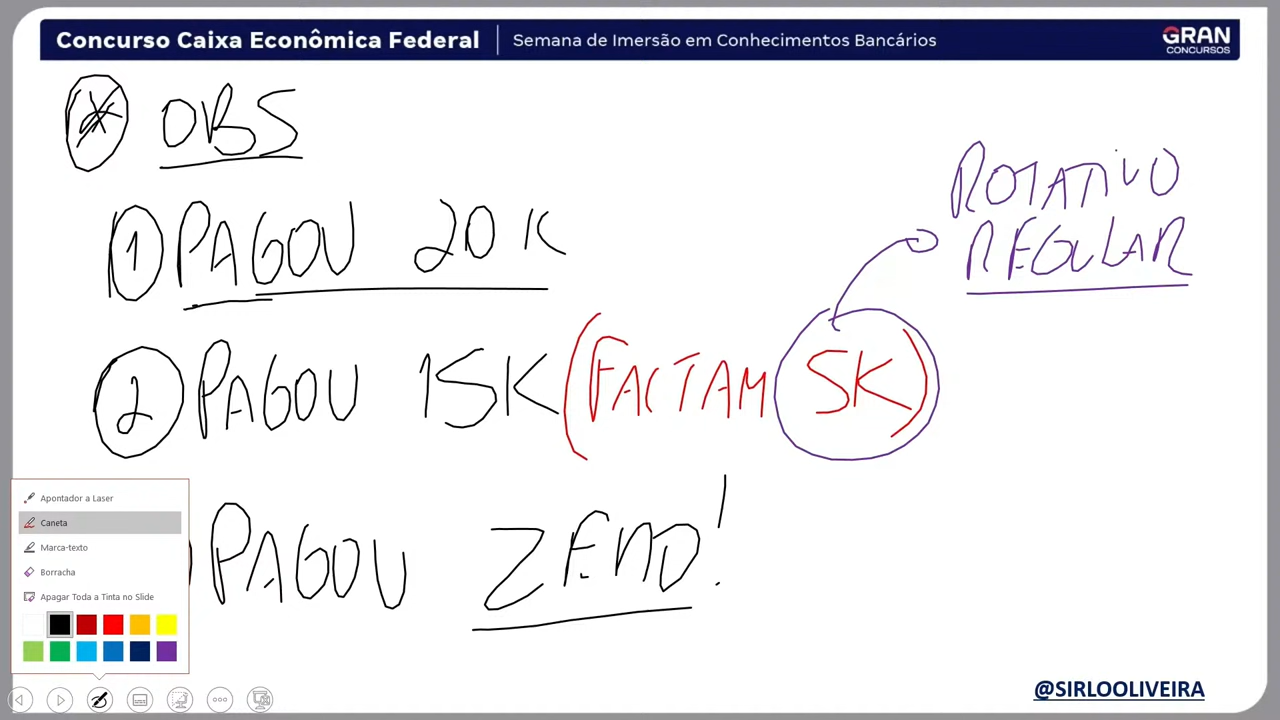 Concurso Caixa Econômica Federal | Semana de Imersão em Conhecimentos Bancários
GRAN
CONCURSOS
OBS
ROTATIVO
REGULAR
1 PAGOU 20K
2 PAGOU 15K (FALTAM 5K)
PAGOU ZERO!
Apontador a Laser
Caneta
Marca-texto
Borracha
Apagar Toda a Tinta no Slide
@SIRLOOLIVEIRA